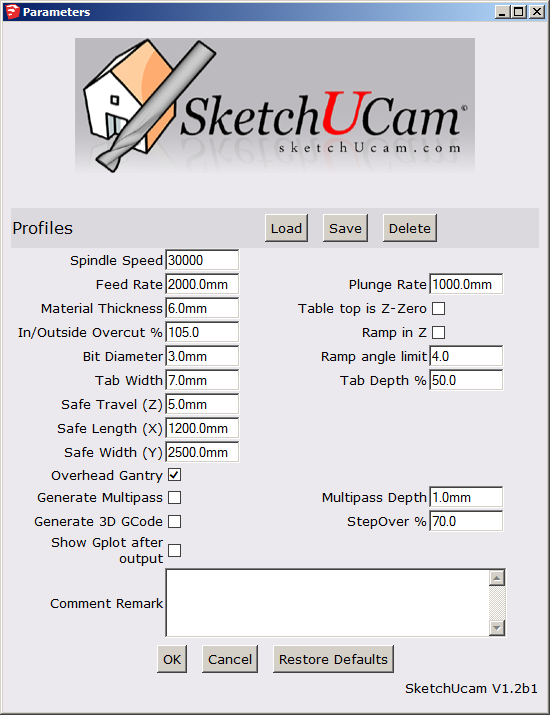 Parameters
SketchUCam©
sketchUcam.com
Profiles Load Save Delete
Spindle Speed 30000
Feed Rate 2000.0mm Plunge Rate 1000.0mm
Material Thickness 6.0mm Table top is Z-Zero
In/Outside Overcut % 105.0 Ramp in Z
Bit Diameter 3.0mm Ramp angle limit 4.0
Tab Width 7.0mm Tab Depth % 50.0
Safe Travel (Z) 5.0mm
Safe Length (X) 1200.0mm
Safe Width (Y) 2500.0mm
Overhead Gantry
Generate Multipass Multipass Depth 1.0mm
Generate 3D GCode StepOver % 70.0
Show Gplot after
output
Comment Remark
OK Cancel Restore Defaults
SketchUcam V1.2b1